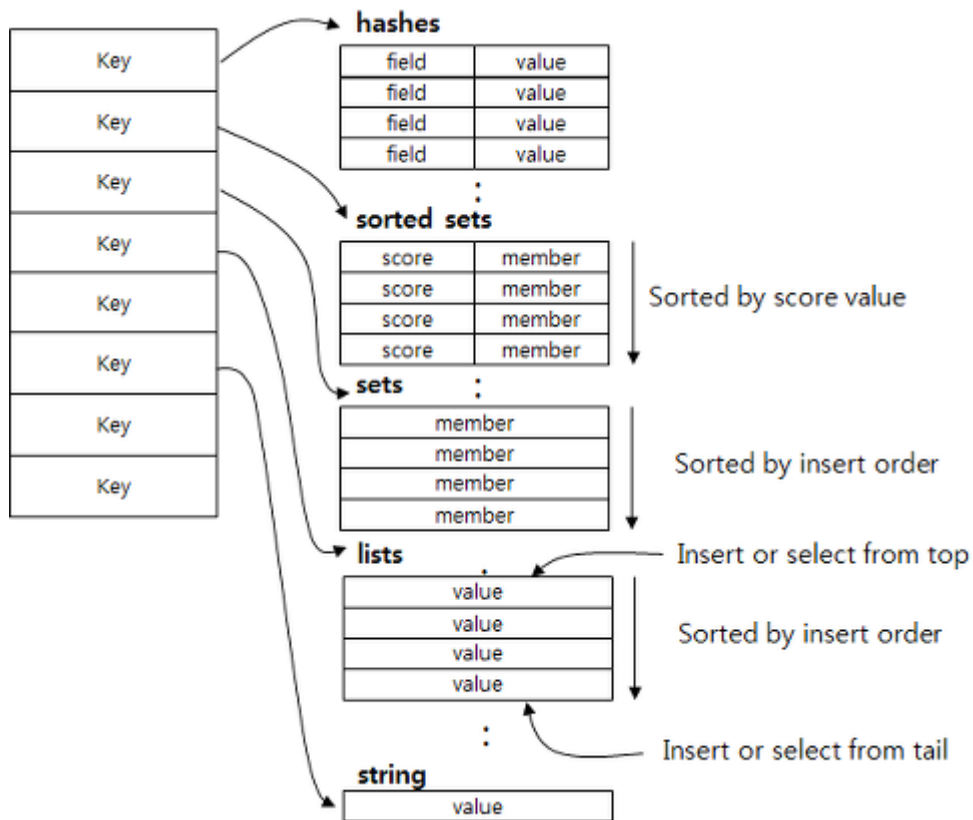 Key
Key
Key
Key
Key
Key
Key
Key
hashes
field value
field value
field value
field value
:
sorted sets
score member
score member
score member
score member
Sorted by score value
:
sets
member
member
member
member
Sorted by insert order
lists
.
Insert or select from top
value
value
value
value
Sorted by insert order
:
Insert or select from tail
string
value